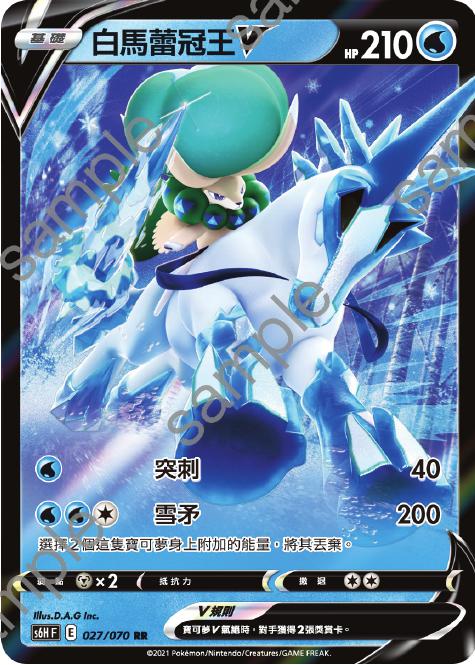 基礎
白馬蕾冠王V
HP 210
sample
sample
sample
sample
sample
sample
突刺 40
雪矛 200
選擇2個這隻寶可夢身上附加的能量，將其丟棄。
弱點 ×2 抵抗力 撤退
Illus.D.A.G Inc.
V規則
s6H F E 027/070 RR
寶可夢V氣絕時，對手獲得2張獎賞卡。
©2021 Pokémon/Nintendo/Creatures/GAME FREAK.